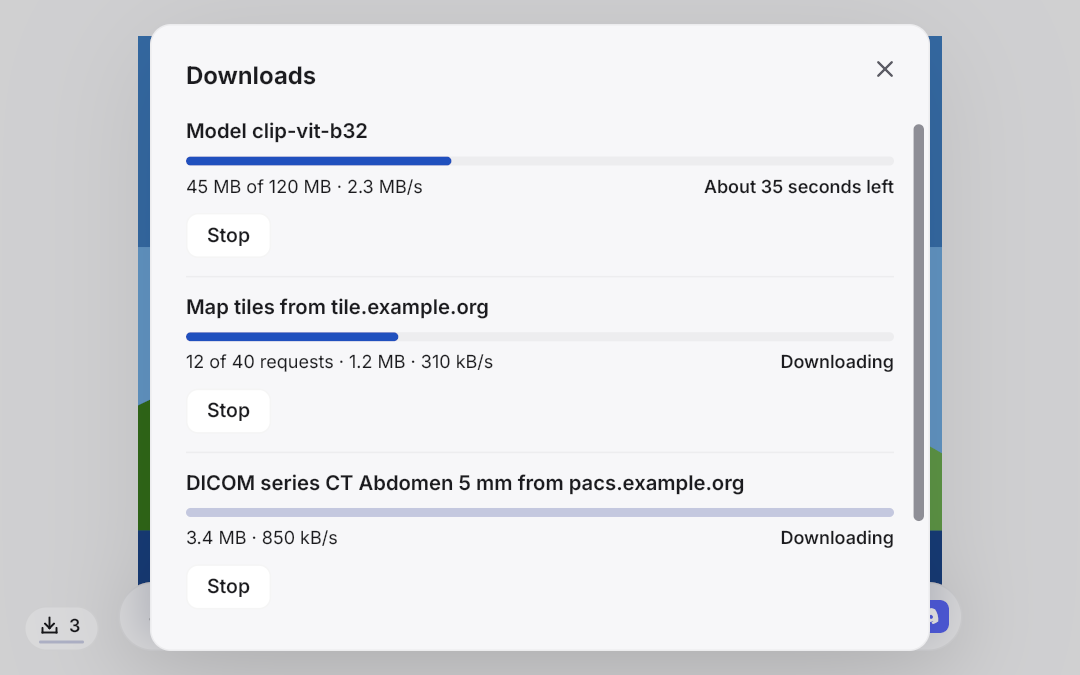 Downloads
Model clip-vit-b32
45 MB of 120 MB · 2.3 MB/s
About 35 seconds left
Stop
Map tiles from tile.example.org
12 of 40 requests · 1.2 MB · 310 kB/s
Downloading
Stop
DICOM series CT Abdomen 5 mm from pacs.example.org
3.4 MB · 850 kB/s
Downloading
Stop
3